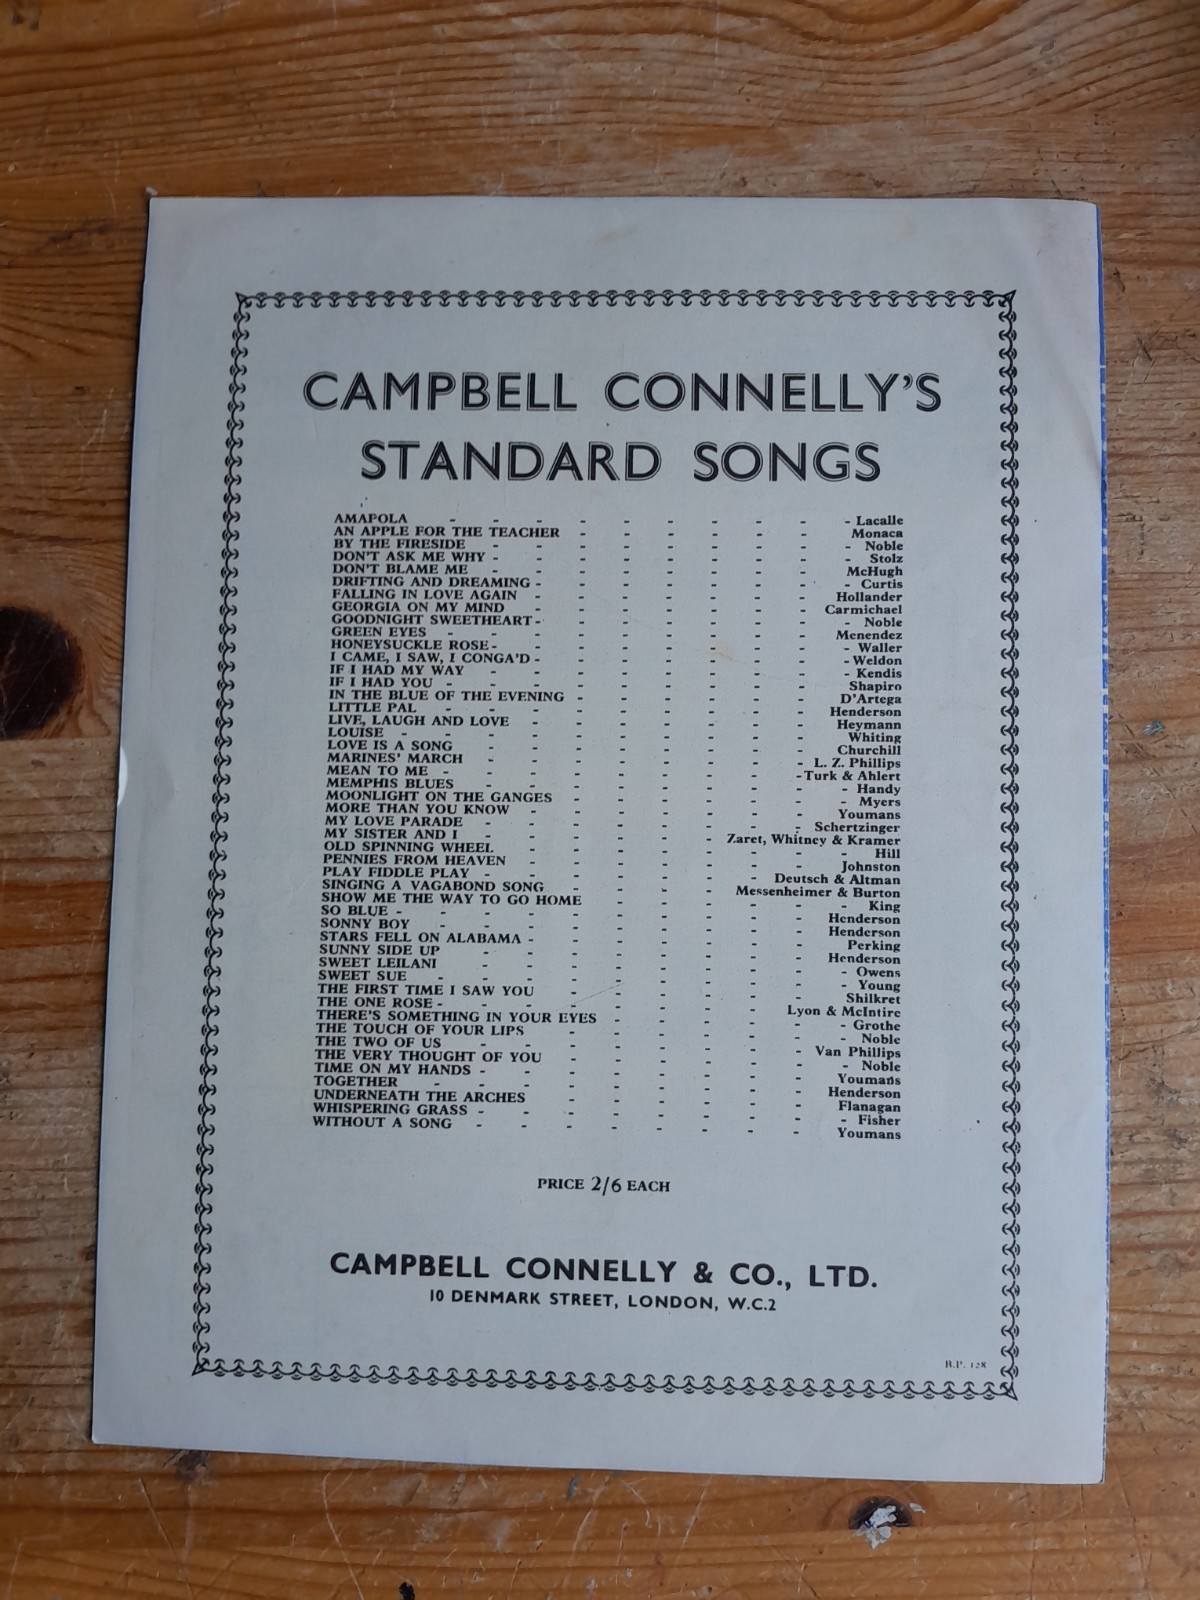 CAMPBELL CONNELLY'S
STANDARD SONGS
AMAPOLA - - - - - - - - - - Lacalle
AN APPLE FOR THE TEACHER - - - - - - Monaca
BY THE FIRESIDE - - - - - - - - Noble
DON'T ASK ME WHY - - - - - - - - Stolz
DON'T BLAME ME - - - - - - - - McHugh
DRIFTING AND DREAMING - - - - - - - - Curtis
FALLING IN LOVE AGAIN - - - - - - - Hollander
GEORGIA ON MY MIND - - - - - - - Carmichael
GOODNIGHT SWEETHEART - - - - - - - - Noble
GREEN EYES - - - - - - - - - Menendez
HONEYSUCKLE ROSE - - - - - - - - - Waller
I CAME, I SAW, I CONGA'D - - - - - - - - Weldon
IF I HAD MY WAY - - - - - - - - - Kendis
IF I HAD YOU - - - - - - - - - Shapiro
IN THE BLUE OF THE EVENING - - - - - - D'Artega
LITTLE PAL - - - - - - - - - Henderson
LIVE, LAUGH AND LOVE - - - - - - - Heymann
LOUISE - - - - - - - - - - Whiting
LOVE IS A SONG - - - - - - - - Churchill
MARINES' MARCH - - - - - - - - L. Z. Phillips
MEAN TO ME - - - - - - - - - Turk & Ahlert
MEMPHIS BLUES - - - - - - - - - Handy
MOONLIGHT ON THE GANGES - - - - - - - Myers
MORE THAN YOU KNOW - - - - - - - Youmans
MY LOVE PARADE - - - - - - - - Schertzinger
MY SISTER AND I - - - - - - Zaret, Whitney & Kramer
OLD SPINNING WHEEL - - - - - - - - Hill
PENNIES FROM HEAVEN - - - - - - - Johnston
PLAY FIDDLE PLAY - - - - - - - Deutsch & Altman
SINGING A VAGABOND SONG - - - - Messenheimer & Burton
SHOW ME THE WAY TO GO HOME - - - - - - King
SO BLUE - - - - - - - - - - Henderson
SONNY BOY - - - - - - - - - Henderson
STARS FELL ON ALABAMA - - - - - - - Perking
SUNNY SIDE UP - - - - - - - - Henderson
SWEET LEILANI - - - - - - - - - Owens
SWEET SUE - - - - - - - - - - Young
THE FIRST TIME I SAW YOU - - - - - - Shilkret
THE ONE ROSE - - - - - - - - Lyon & McIntire
THERE'S SOMETHING IN YOUR EYES - - - - - - Grothe
THE TOUCH OF YOUR LIPS - - - - - - - Noble
THE TWO OF US - - - - - - - - Van Phillips
THE VERY THOUGHT OF YOU - - - - - - - Noble
TIME ON MY HANDS - - - - - - - - Youmans
TOGETHER - - - - - - - - - Henderson
UNDERNEATH THE ARCHES - - - - - - Flanagan
WHISPERING GRASS - - - - - - - - - Fisher
WITHOUT A SONG - - - - - - - - Youmans
PRICE 2/6 EACH
CAMPBELL CONNELLY & CO., LTD.
10 DENMARK STREET, LONDON, W.C.2
R.P. 128